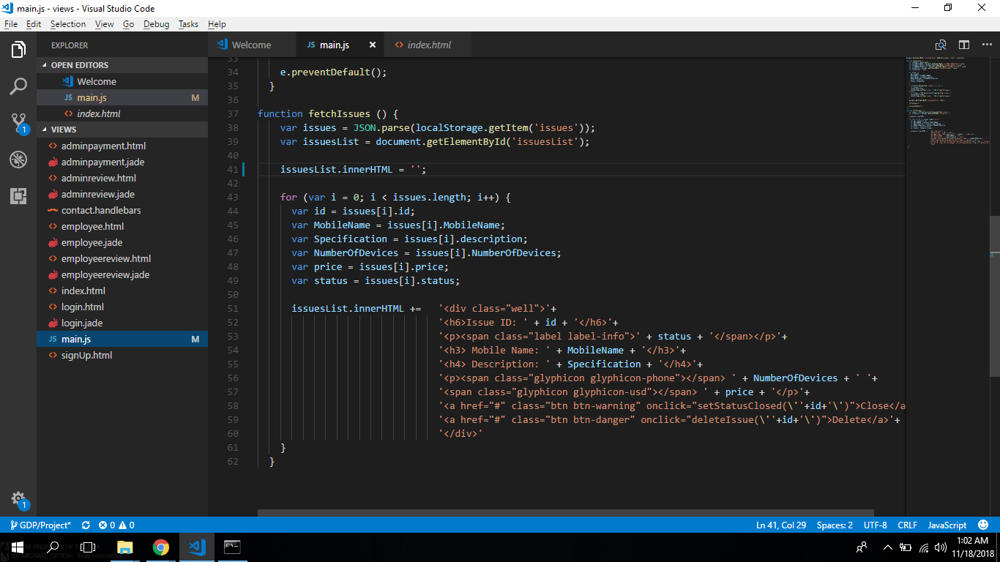 main.js - views - Visual Studio Code
File Edit Selection View Go Debug Tasks Help
EXPLORER
OPEN EDITORS
Welcome
JS main.js M
<> index.html
VIEWS
<> adminpayment.html
adminpayment.jade
<> adminreview.html
adminreview.jade
contact.handlebars
<> employee.html
employee.jade
<> employeereview.html
employeereview.jade
<> index.html
<> login.html
login.jade
JS main.js M
<> signUp.html
1
1
Welcome JS main.js × <> index.html
33
34 e.preventDefault();
35 }
36
37 function fetchIssues () {
38 var issues = JSON.parse(localStorage.getItem('issues'));
39 var issuesList = document.getElementById('issuesList');
40
41 issuesList.innerHTML = '';
42
43 for (var i = 0; i < issues.length; i++) {
44 var id = issues[i].id;
45 var MobileName = issues[i].MobileName;
46 var Specification = issues[i].description;
47 var NumberOfDevices = issues[i].NumberOfDevices;
48 var price = issues[i].price;
49 var status = issues[i].status;
50
51 issuesList.innerHTML += '<div class="well">'+
52 '<h6>Issue ID: ' + id + '</h6>'+
53 '<p><span class="label label-info">' + status + '</span></p>'+
54 '<h3> Mobile Name: ' + MobileName + '</h3>'+
55 '<h4> Description: ' + Specification + '</h4>'+
56 '<p><span class="glyphicon glyphicon-phone"></span> ' + NumberOfDevices + ' '+
57 '<span class="glyphicon glyphicon-usd"></span> ' + price + '</p>'+
58 '<a href="#" class="btn btn-warning" onclick="setStatusClosed(\''+id+'\')">Close</a
59 '<a href="#" class="btn btn-danger" onclick="deleteIssue(\''+id+'\')">Delete</a>'+
60 '</div>'
61 }
62 }
GDP/Project* 0 0 Ln 41, Col 29 Spaces: 2 UTF-8 CRLF JavaScript
1:02 AM
11/18/2018